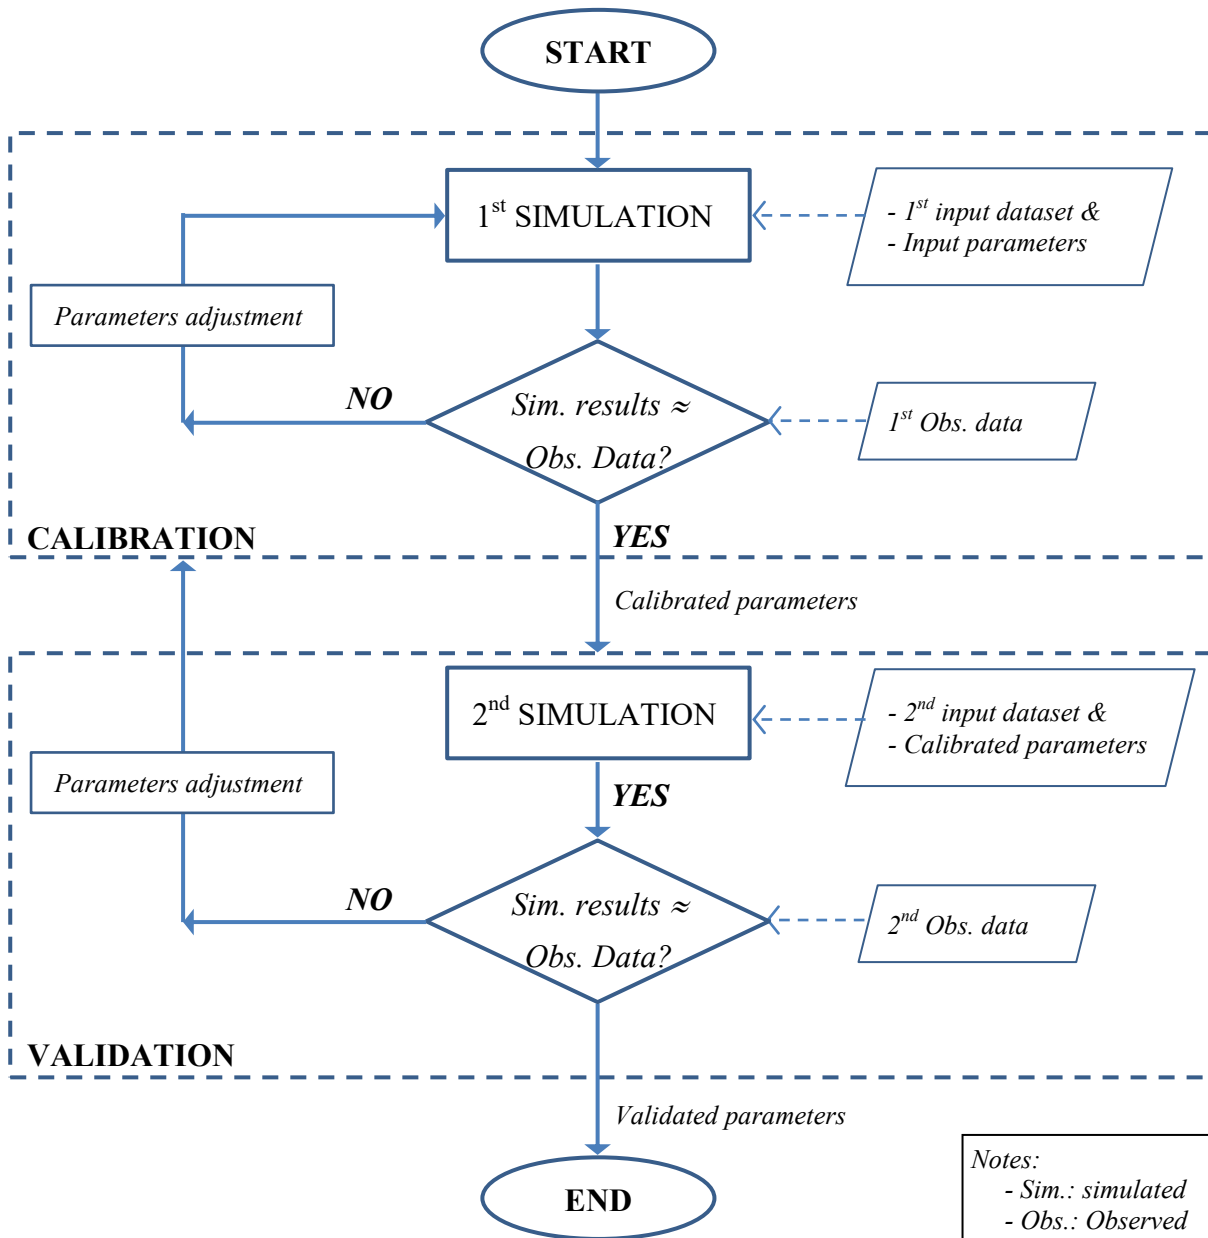 START
1st SIMULATION
- 1st input dataset &
- Input parameters
Parameters adjustment
NO
Sim. results ≈
Obs. Data?
1st Obs. data
CALIBRATION
YES
Calibrated parameters
2nd SIMULATION
- 2nd input dataset &
- Calibrated parameters
Parameters adjustment
YES
NO
Sim. results ≈
Obs. Data?
2nd Obs. data
VALIDATION
Validated parameters
END
Notes:
- Sim.: simulated
- Obs.: Observed